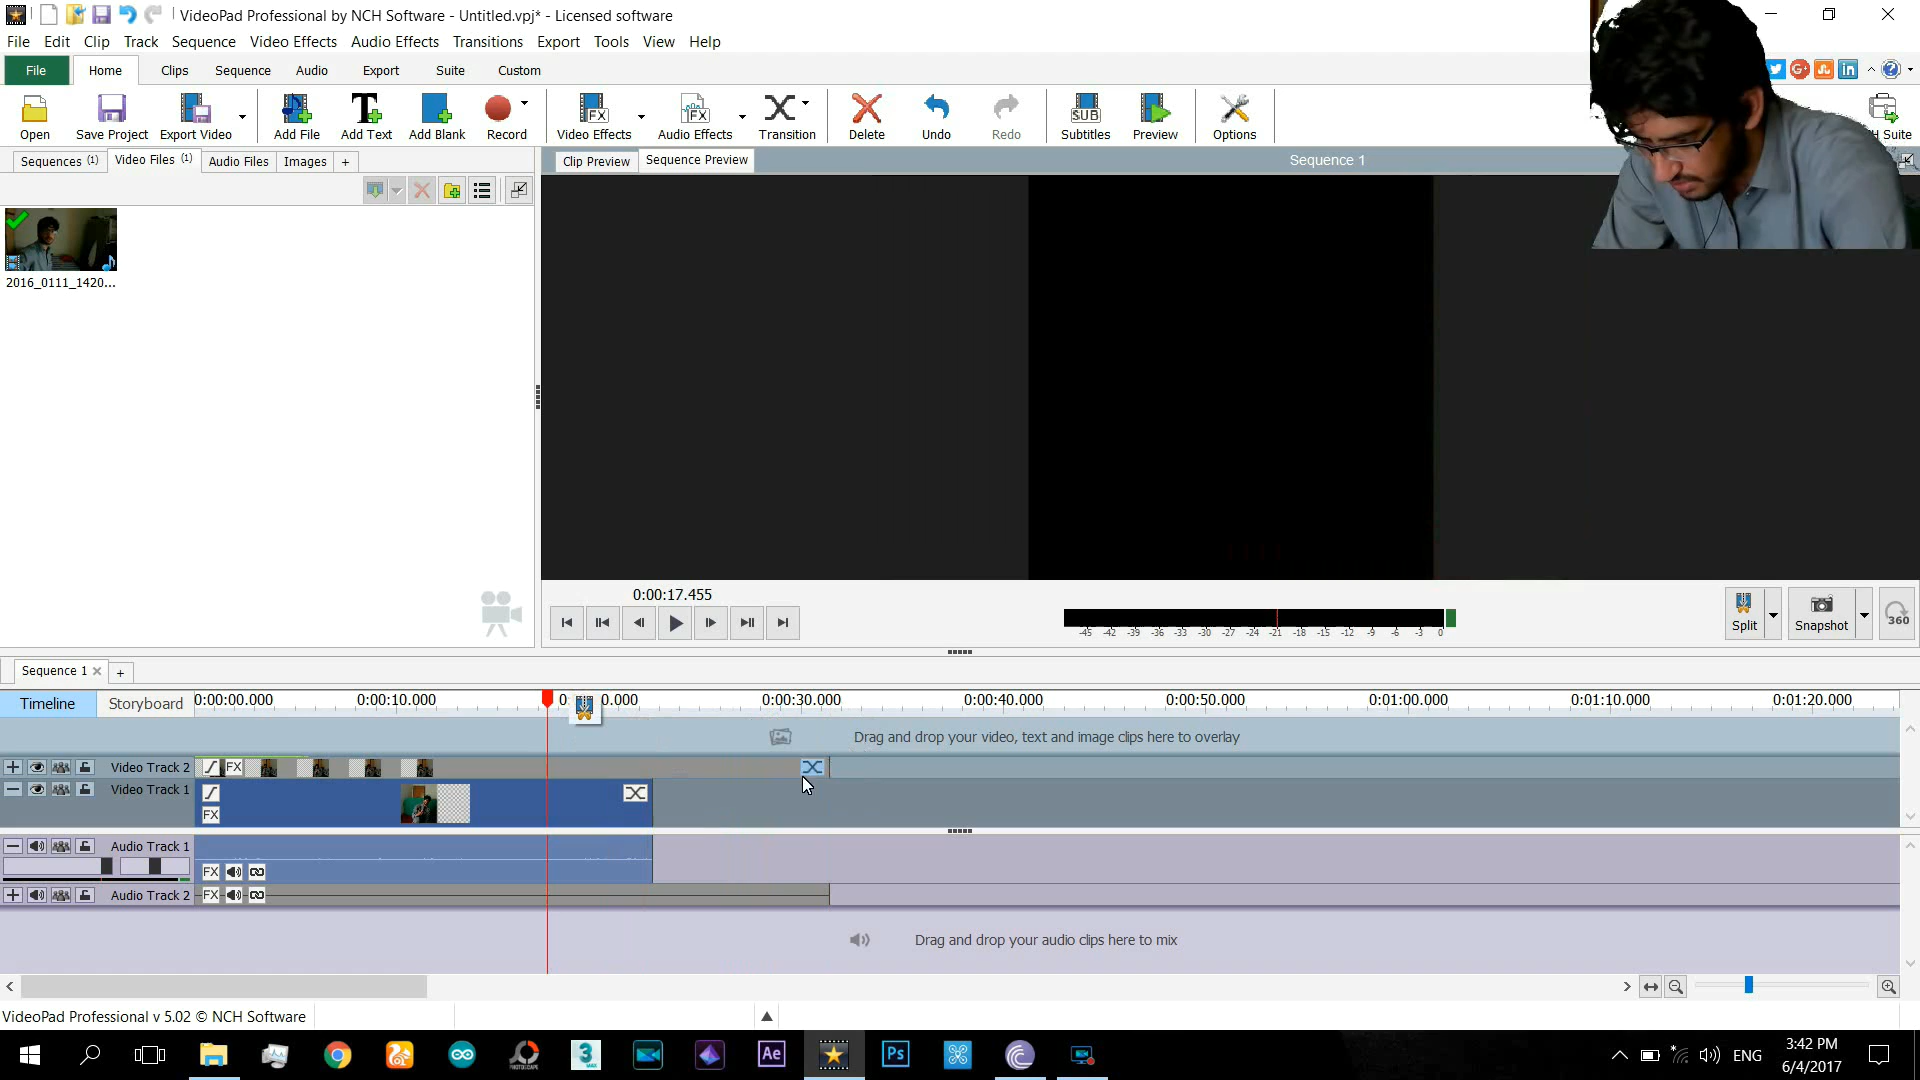 VideoPad Professional by NCH Software - Untitled.vpj* - Licensed software
File Edit Clip Track Sequence Video Effects Audio Effects Transitions Export Tools View Help
File Home Clips Sequence Audio Export Suite Custom
Open Save Project Export Video Add File Add Text Add Blank Record Video Effects Audio Effects Transition Delete Undo Redo Subtitles Preview Options Suite
Sequences (1) Video Files (1) Audio Files Images + Clip Preview Sequence Preview Sequence 1
2016_0111_1420...
0:00:17.455
-45 -42 -39 -36 -33 -30 -27 -24 -21 -18 -15 -12 -9 -6 -3 0
Split Snapshot 360
Sequence 1 × +
Timeline Storyboard 0:00:00.000 0:00:10.000 0: 0.000 0:00:30.000 0:00:40.000 0:00:50.000 0:01:00.000 0:01:10.000 0:01:20.000
Drag and drop your video, text and image clips here to overlay
Video Track 2 FX
Video Track 1
FX
Audio Track 1
FX
Audio Track 2 FX
Drag and drop your audio clips here to mix
VideoPad Professional v 5.02 © NCH Software
3 MAX Ae Ps ENG 3:42 PM
6/4/2017